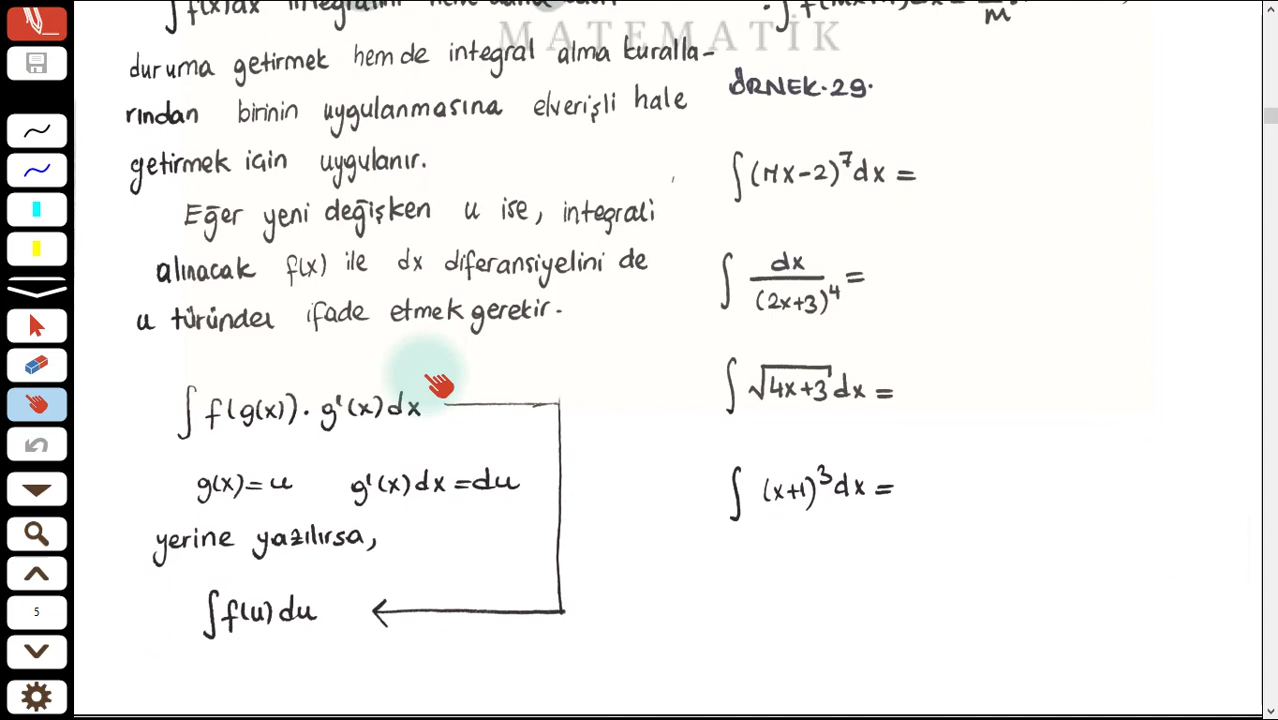 MATEMATİK
duruma getirmek hem de integral alma kuralla-
rından birinin uygulanmasına elverişli hale
getirmek için uygulanır.
Eğer yeni değişken u ise, integrali
alınacak f(x) ile dx diferansiyelini de
u türünden ifade etmek gerekir.
∫f(g(x)).g'(x)dx
g(x)=u g'(x)dx=du
yerine yazılırsa,
∫f(u)du
m
ÖRNEK.29.
∫(7x-2)^7dx=
∫dx/(2x+3)^4=
∫√(4x+3)dx=
∫(x+1)^3dx=
5